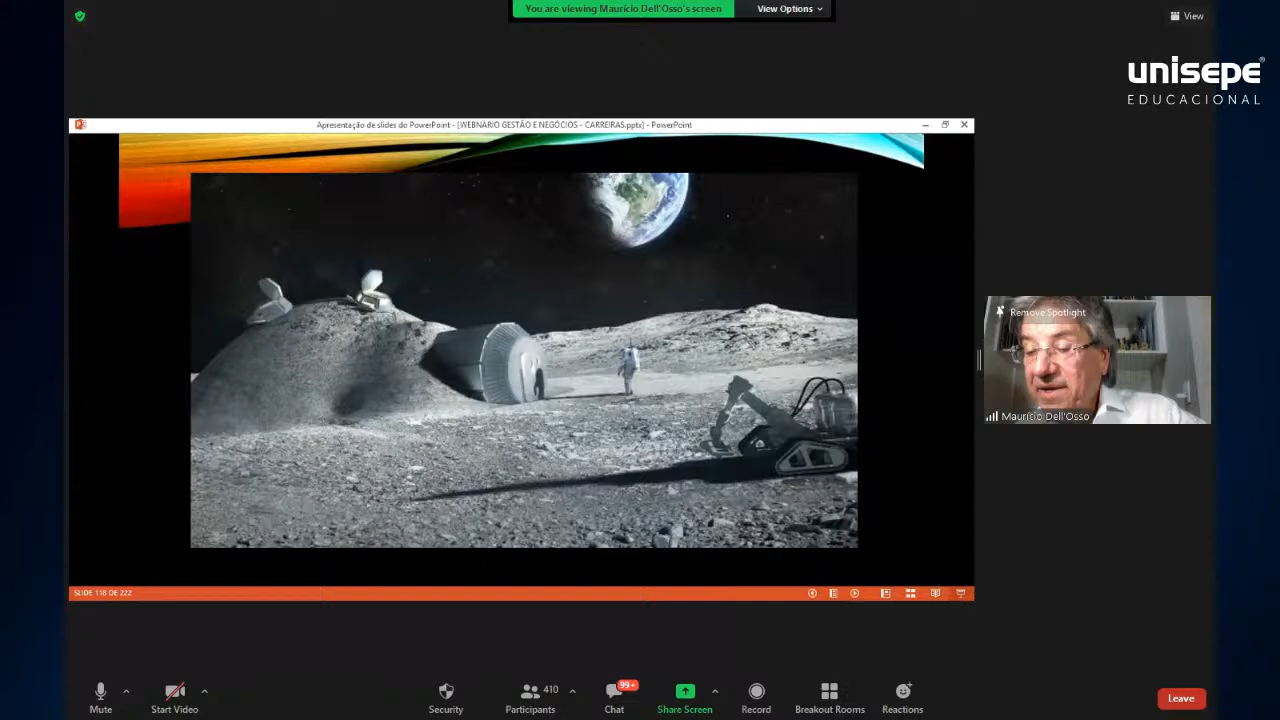 You are viewing Maurício Dell'Osso's screen
View Options
View
unisepe
EDUCACIONAL
Apresentação de slides do PowerPoint - [WEBNÁRIO GESTÃO E NEGÓCIOS - CARREIRAS.pptx] - PowerPoint
Remove Spotlight
Maurício Dell'Osso
SLIDE 118 DE 222
Mute
Start Video
Security
410
Participants
99+
Chat
Share Screen
Record
Breakout Rooms
Reactions
Leave